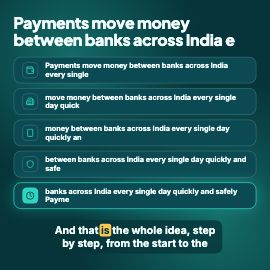 Payments move money
between banks across India e
Payments move money between banks across India
every single
move money between banks across India every single
day quick
money between banks across India every single day
quickly an
between banks across India every single day quickly and
safe
banks across India every single day quickly and safely
Payme
And that is the whole idea, step
by step, from the start to the